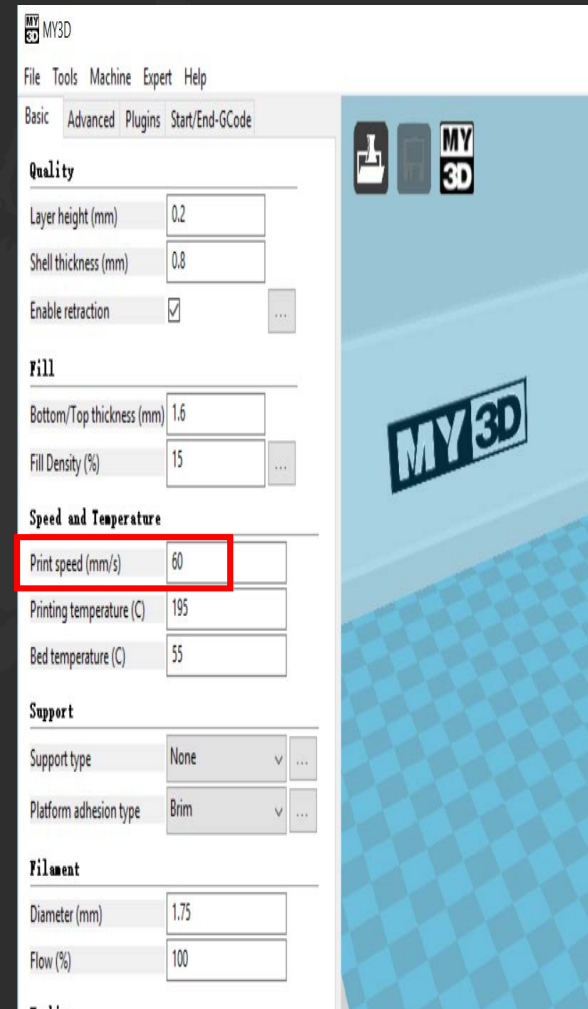 MY
3D MY3D
File Tools Machine Expert Help
Basic Advanced Plugins Start/End-GCode
MY
3D
Quality
Layer height (mm) 0.2
Shell thickness (mm) 0.8
Enable retraction ...
Fill
Bottom/Top thickness (mm) 1.6
Fill Density (%) 15 ...
MY3D
Speed and Temperature
Print speed (mm/s) 60
Printing temperature (C) 195
Bed temperature (C) 55
Support
Support type None ...
Platform adhesion type Brim ...
Filament
Diameter (mm) 1.75
Flow (%) 100